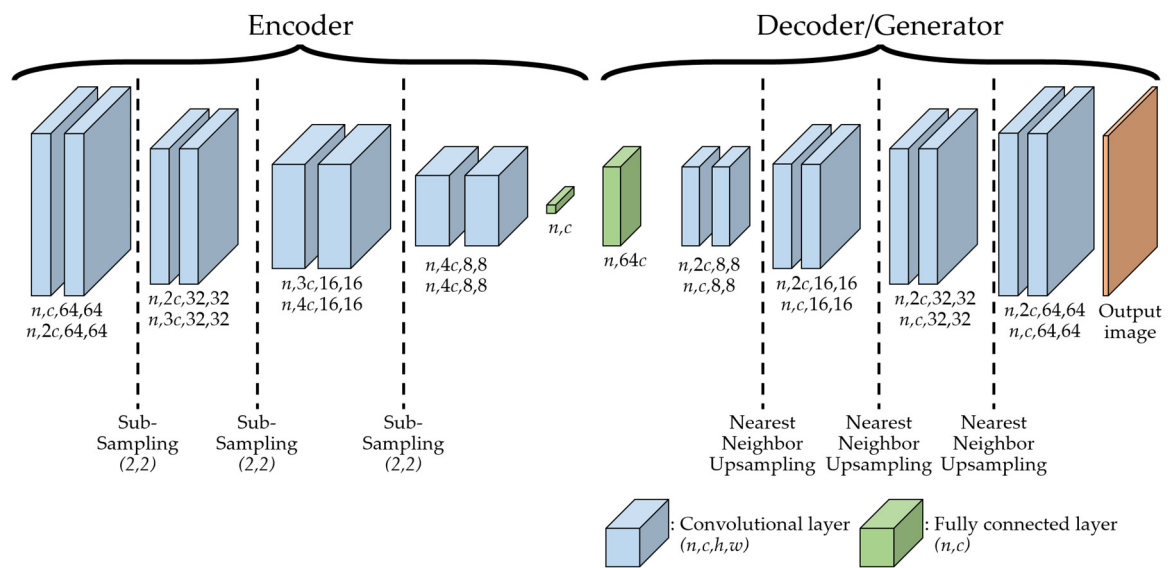 Encoder
Decoder/Generator
n,c,64,64
n,2c,64,64
n,2c,32,32
n,3c,32,32
n,3c,16,16
n,4c,16,16
n,4c,8,8
n,4c,8,8
n,c
n,64c
n,2c,8,8
n,c,8,8
n,2c,16,16
n,c,16,16
n,2c,32,32
n,c,32,32
n,2c,64,64
n,c,64,64
Output
image
Sub-
Sampling
(2,2)
Sub-
Sampling
(2,2)
Sub-
Sampling
(2,2)
Nearest
Neighbor
Upsampling
Nearest
Neighbor
Upsampling
Nearest
Neighbor
Upsampling
: Convolutional layer
(n,c,h,w)
: Fully connected layer
(n,c)